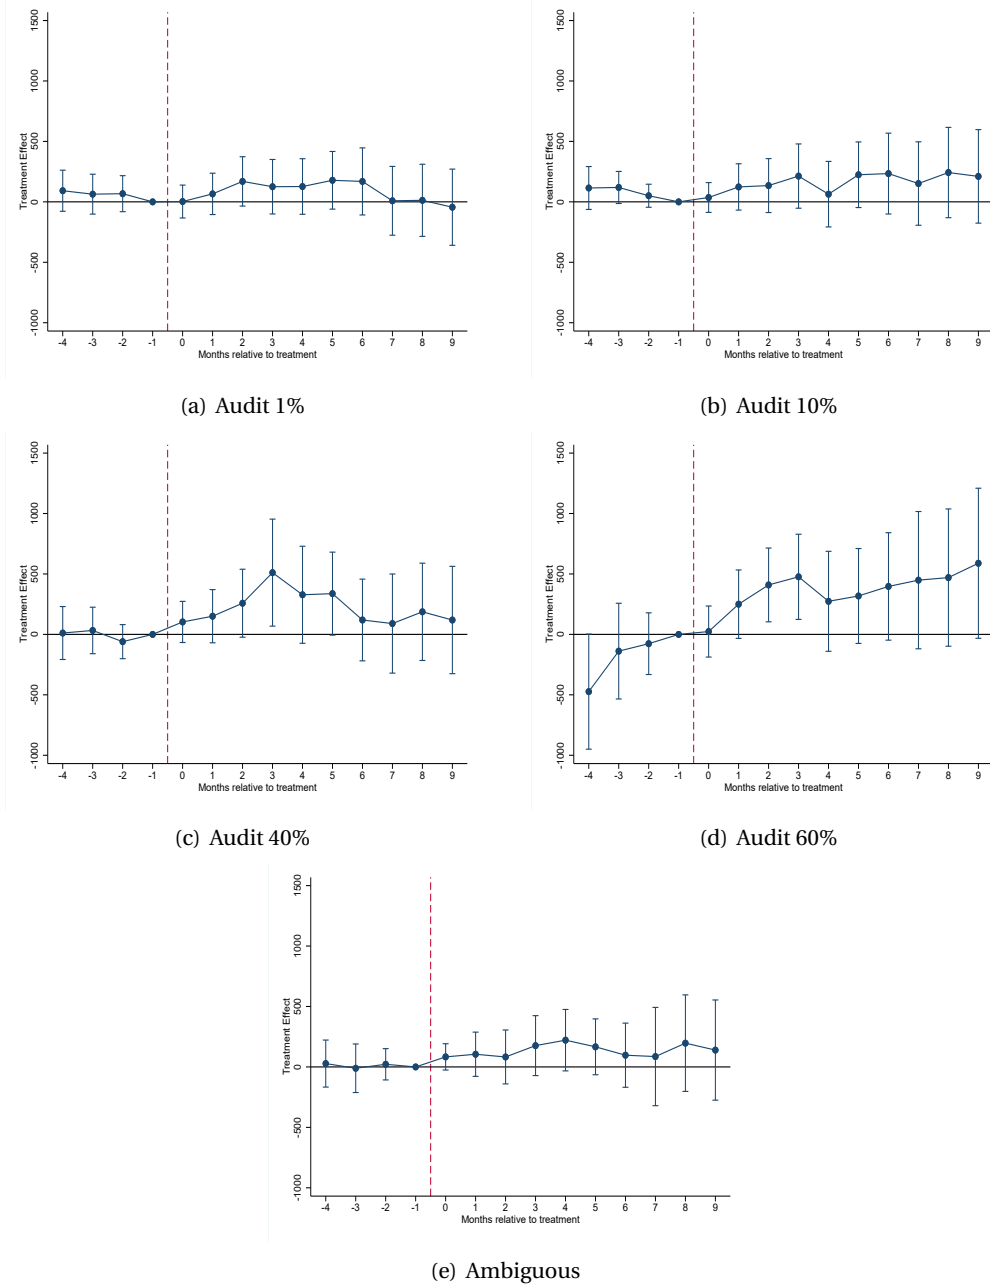 1500
1000
500
0
-500
-1000
Treatment Effect
-4 -3 -2 -1 0 1 2 3 4 5 6 7 8 9
Months relative to treatment
(a) Audit 1%
1500
1000
500
0
-500
-1000
Treatment Effect
-4 -3 -2 -1 0 1 2 3 4 5 6 7 8 9
Months relative to treatment
(b) Audit 10%
1500
1000
500
0
-500
-1000
Treatment Effect
-4 -3 -2 -1 0 1 2 3 4 5 6 7 8 9
Months relative to treatment
(c) Audit 40%
1500
1000
500
0
-500
-1000
Treatment Effect
-4 -3 -2 -1 0 1 2 3 4 5 6 7 8 9
Months relative to treatment
(d) Audit 60%
1500
1000
500
0
-500
-1000
Treatment Effect
-4 -3 -2 -1 0 1 2 3 4 5 6 7 8 9
Months relative to treatment
(e) Ambiguous